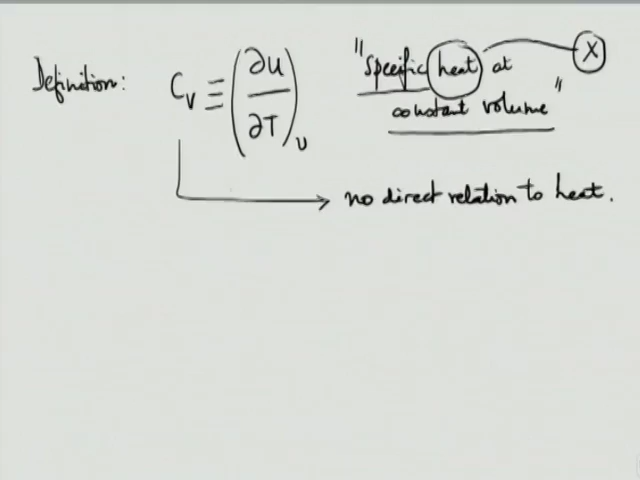 Definition: C_v ≡ (∂u/∂T)_v "Specific heat at constant volume" X
no direct relation to heat.